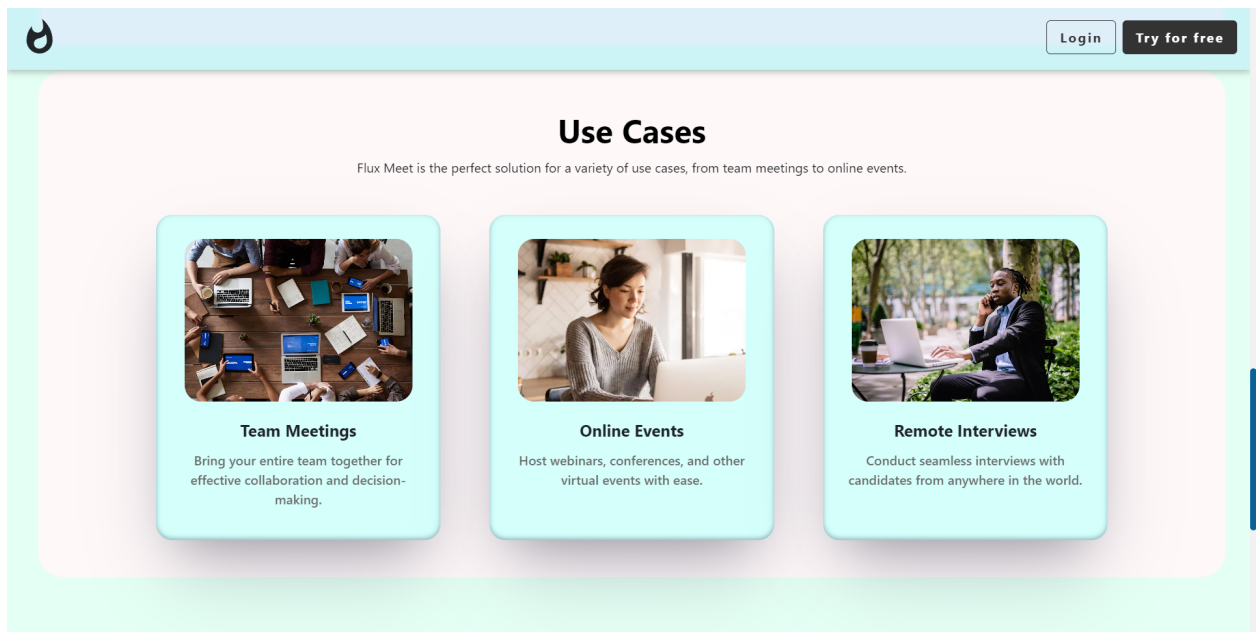 Login
Try for free
Use Cases
Flux Meet is the perfect solution for a variety of use cases, from team meetings to online events.
Team Meetings
Bring your entire team together for
effective collaboration and decision-
making.
Online Events
Host webinars, conferences, and other
virtual events with ease.
Remote Interviews
Conduct seamless interviews with
candidates from anywhere in the world.